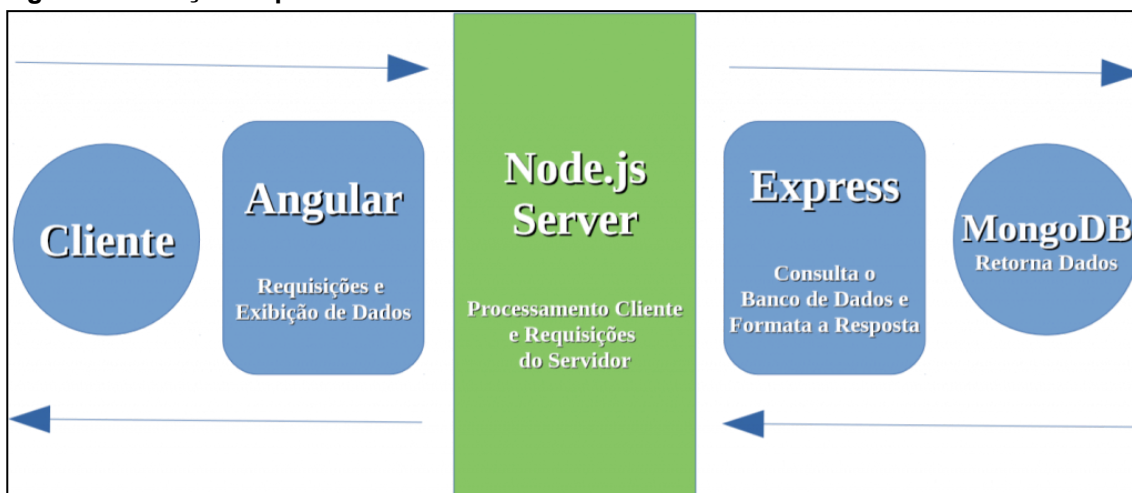 Cliente
Angular
Requisições e
Exibição de Dados
Node.js
Server
Processamento Cliente
e Requisições
do Servidor
Express
Consulta o
Banco de Dados e
Formata a Resposta
MongoDB
Retorna Dados